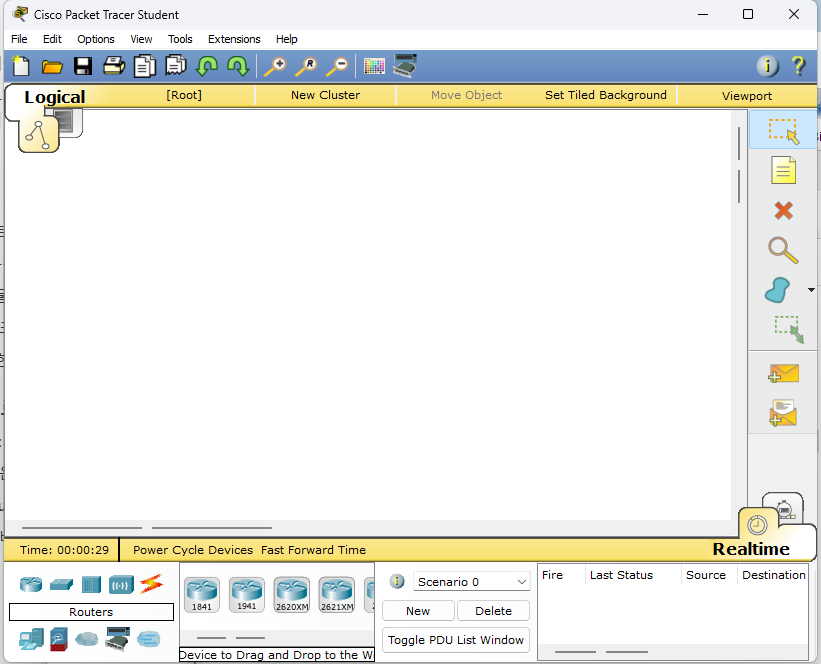 Cisco Packet Tracer Student
File Edit Options View Tools Extensions Help
Logical [Root] New Cluster Move Object Set Tiled Background Viewport
Time: 00:00:29 Power Cycle Devices Fast Forward Time
Realtime
Routers
1841 1941 2620XM 2621XM
Device to Drag and Drop to the W
Scenario 0
New Delete
Toggle PDU List Window
Fire Last Status Source Destination